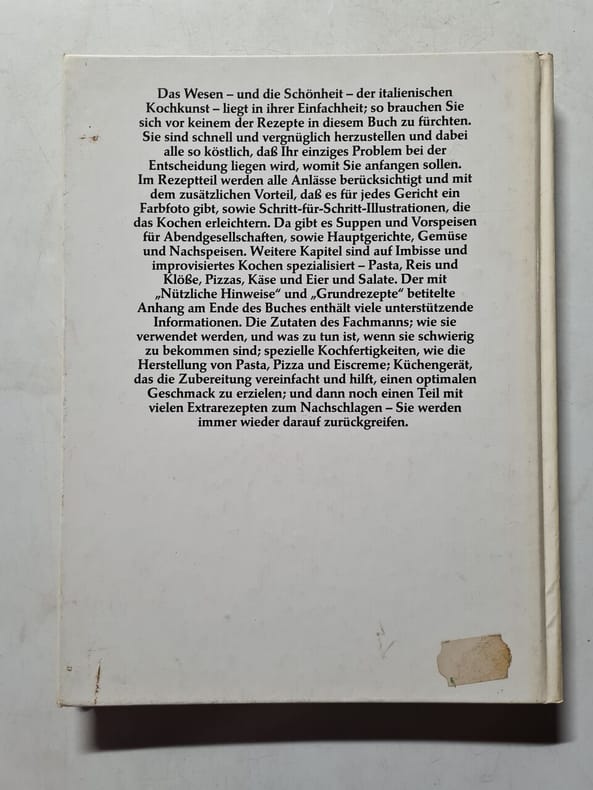 Das Wesen – und die Schönheit – der italienischen
Kochkunst – liegt in ihrer Einfachheit; so brauchen Sie
sich vor keinem der Rezepte in diesem Buch zu fürchten.
Sie sind schnell und vergnüglich herzustellen und dabei
alle so köstlich, daß Ihr einziges Problem bei der
Entscheidung liegen wird, womit Sie anfangen sollen.
Im Rezeptteil werden alle Anlässe berücksichtigt und mit
dem zusätzlichen Vorteil, daß es für jedes Gericht ein
Farbfoto gibt, sowie Schritt-für-Schritt-Illustrationen, die
das Kochen erleichtern. Da gibt es Suppen und Vorspeisen
für Abendgesellschaften, sowie Hauptgerichte, Gemüse
und Nachspeisen. Weitere Kapitel sind auf Imbisse und
improvisiertes Kochen spezialisiert – Pasta, Reis und
Klöße, Pizzas, Käse und Eier und Salate. Der mit
„Nützliche Hinweise“ und „Grundrezepte“ betitelte
Anhang am Ende des Buches enthält viele unterstützende
Informationen. Die Zutaten des Fachmanns; wie sie
verwendet werden, und was zu tun ist, wenn sie schwierig
zu bekommen sind; spezielle Kochfertigkeiten, wie die
Herstellung von Pasta, Pizza und Eiscreme; Küchengerät,
das die Zubereitung vereinfacht und hilft, einen optimalen
Geschmack zu erzielen; und dann noch einen Teil mit
vielen Extrarezepten zum Nachschlagen – Sie werden
immer wieder darauf zurückgreifen.